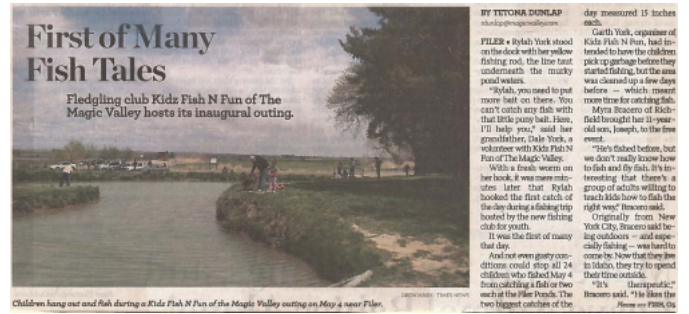 First of Many
Fish Tales
Fledgling club Kidz Fish N Fun of The
Magic Valley hosts its inaugural outing.
Children hang out and fish during a Kidz Fish N Fun of the Magic Valley outing on May 4 near Filer.
BY TETONA DUNLAP
tdunlap@magicvalley.com
FILER • Rylah York stood
on the dock with her yellow
fishing rod, the line taut
underneath the murky
pond waters.
"Rylah, you need to put
more bait on there. You
can't catch any fish with
that little puny bait. Here,
I'll help you," said her
grandfather, Dale York, a
volunteer with Kidz Fish N
Fun of The Magic Valley.
With a fresh worm on
her hook, it was mere min-
utes later that Rylah
hooked the first catch of
the day during a fishing trip
hosted by the new fishing
club for youth.
It was the first of many
that day.
And not even gusty con-
ditions could stop all 24
children who fished May 4
from catching a fish or two
each at the Filer Ponds. The
two biggest catches of the
day measured 15 inches
each.
Garth York, organizer of
Kidz Fish N Fun, had in-
tended to have the children
pick up garbage before they
started fishing, but the area
was cleaned up a few days
before — which meant
more time for catching fish.
Myra Bracero of Rich-
field brought her 11-year-
old son, Joseph, to the free
event.
"He's fished before, but
we don't really know how
to fish and fly fish. It's in-
teresting that there's a
group of adults willing to
teach kids how to fish the
right way," Bracero said.
Originally from New
York City, Bracero said be-
ing outdoors — and espe-
cially fishing — was hard to
come by. Now that they live
in Idaho, they try to spend
their time outside.
"It's therapeutic,"
Bracero said. "He likes the
Please see FISH,